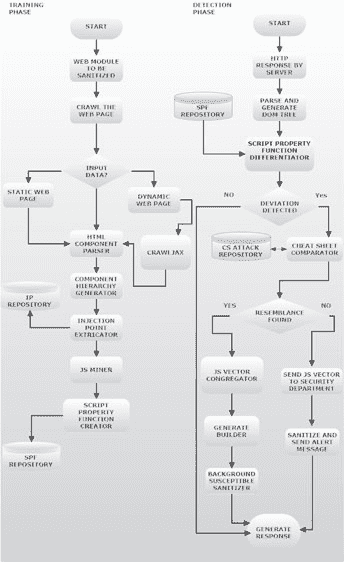 TRAINING
PHASE
START
WEB MODULE
TO BE
SANITIZED
CRAWL THE
WEB PAGE
INPUT
DATA?
STATIC WEB
PAGE
DYNAMIC
WEB PAGE
HTML
COMPONENT
PARSER
CRAWLJAX
COMPONENT
HIERARCHY
GENERATOR
IP
REPOSITORY
INJECTION
POINT
EXTRICATOR
JS MINER
SCRIPT
PROPERTY
FUNCTION
CREATOR
SPF
REPOSITORY
DETECTION
PHASE
START
HTTP
RESPONSE BY
SERVER
PARSE AND
GENERATE
DOM TREE
SPF
REPOSITORY
SCRIPT PROPERTY
FUNCTION
DIFFERENTIATOR
NO
Yes
DEVIATION
DETECTED
CS ATTACK
REPOSITORY
CHEAT SHEET
COMPARATOR
YES
NO
RESEMBLANCE
FOUND
JS VECTOR
CONGREGATOR
SEND JS VECTOR
TO SECURITY
DEPARTMENT
GENERATE
BUILDER
SANITIZE AND
SEND ALERT
MESSAGE
BACKGROUND
SUSCEPTIBLE
SANITIZER
GENERATE
RESPONSE